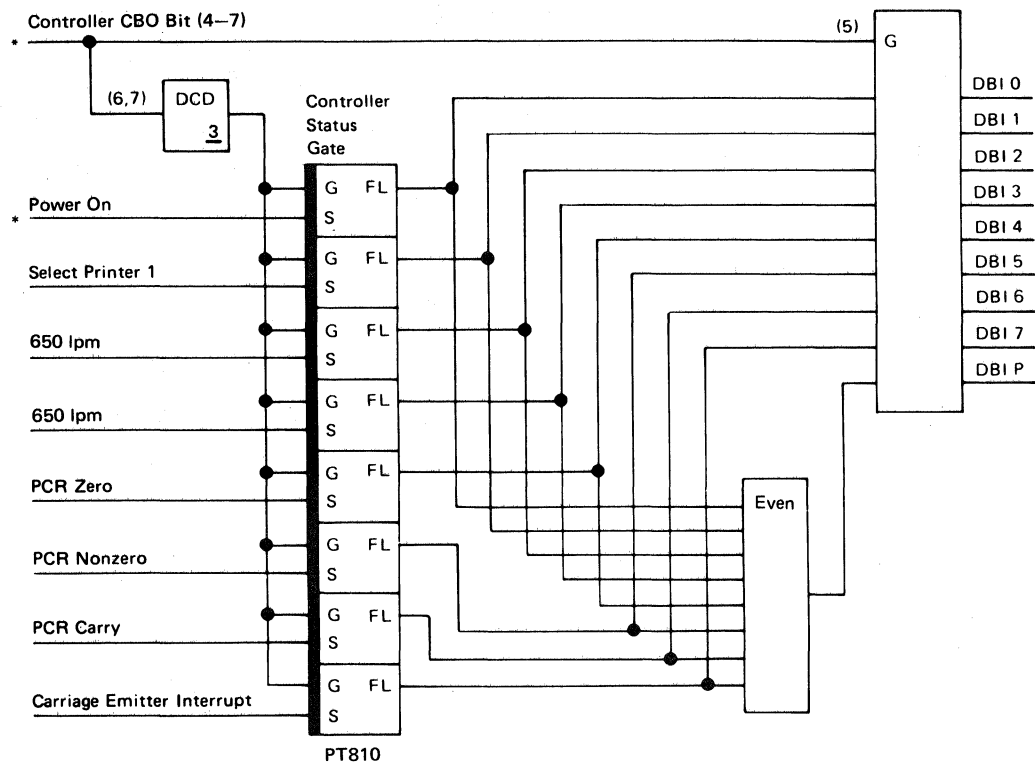 Controller CBO Bit (4–7)
*
(5)
G
(6,7)
DCD
3
Controller
Status
Gate
DBI 0
DBI 1
DBI 2
DBI 3
DBI 4
DBI 5
DBI 6
DBI 7
DBI P
G FL
Power On
*
S
G FL
Select Printer 1
S
G FL
650 lpm
S
G FL
650 lpm
S
G FL
PCR Zero
S
Even
G FL
PCR Nonzero
S
G FL
PCR Carry
S
G FL
Carriage Emitter Interrupt
S
PT810